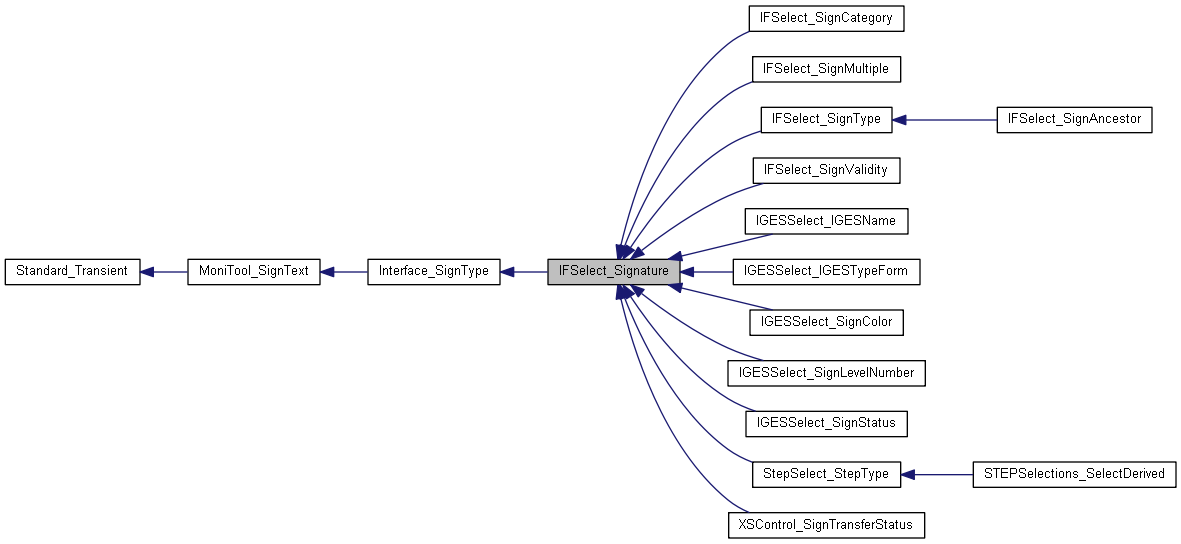 IFSelect_SignCategory
IFSelect_SignMultiple
IFSelect_SignType
IFSelect_SignAncestor
IFSelect_SignValidity
IGESSelect_IGESName
Standard_Transient
MoniTool_SignText
Interface_SignType
IFSelect_Signature
IGESSelect_IGESTypeForm
IGESSelect_SignColor
IGESSelect_SignLevelNumber
IGESSelect_SignStatus
StepSelect_StepType
STEPSelections_SelectDerived
XSControl_SignTransferStatus